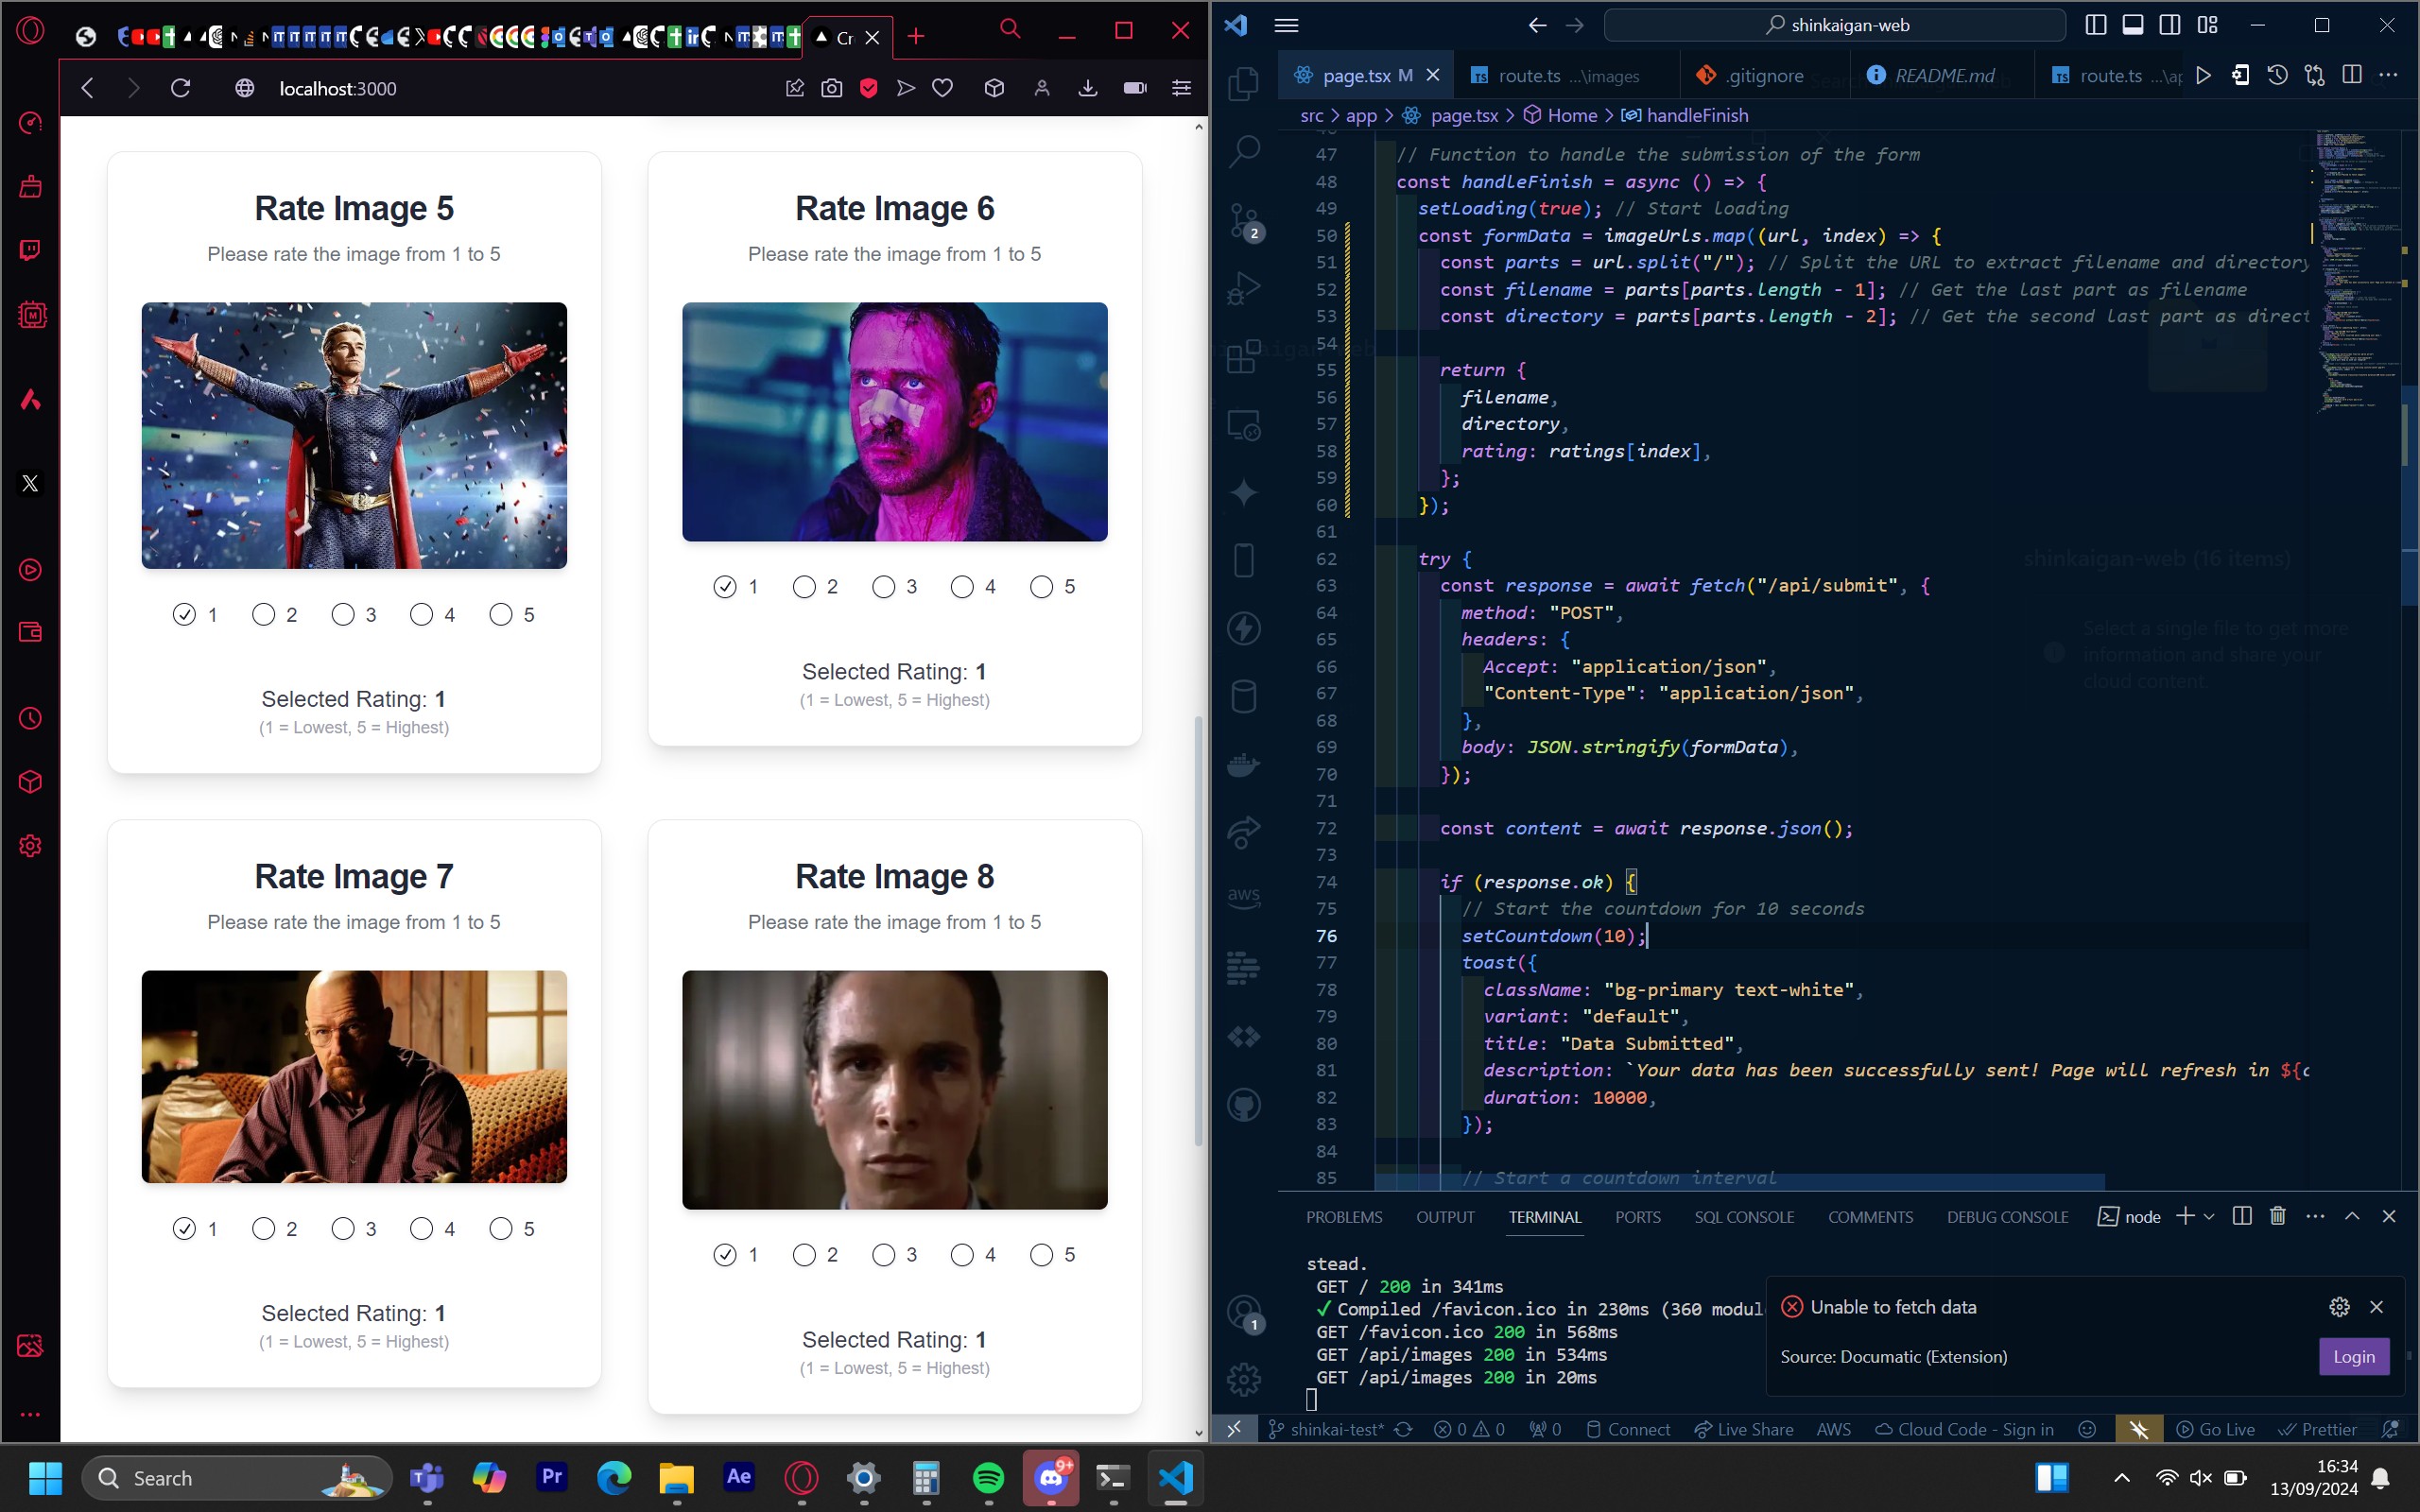 Cr
localhost:3000
Rate Image 5
Please rate the image from 1 to 5
1 2 3 4 5
Selected Rating: 1
(1 = Lowest, 5 = Highest)
Rate Image 6
Please rate the image from 1 to 5
1 2 3 4 5
Selected Rating: 1
(1 = Lowest, 5 = Highest)
Rate Image 7
Please rate the image from 1 to 5
1 2 3 4 5
Selected Rating: 1
(1 = Lowest, 5 = Highest)
Rate Image 8
Please rate the image from 1 to 5
1 2 3 4 5
Selected Rating: 1
(1 = Lowest, 5 = Highest)
shinkaigan-web
page.tsx M route.ts ...\images .gitignore README.md route.ts ...\ap
src > app > page.tsx > Home > handleFinish
47 // Function to handle the submission of the form
48 const handleFinish = async () => {
49 setLoading(true); // Start loading
50 const formData = imageUrls.map((url, index) => {
51 const parts = url.split("/"); // Split the URL to extract filename and directory
52 const filename = parts[parts.length - 1]; // Get the last part as filename
53 const directory = parts[parts.length - 2]; // Get the second last part as direct
54
55 return {
56 filename,
57 directory,
58 rating: ratings[index],
59 };
60 });
61
62 try {
63 const response = await fetch("/api/submit", {
64 method: "POST",
65 headers: {
66 Accept: "application/json",
67 "Content-Type": "application/json",
68 },
69 body: JSON.stringify(formData),
70 });
71
72 const content = await response.json();
73
74 if (response.ok) {
75 // Start the countdown for 10 seconds
76 setCountdown(10);
77 toast({
78 className: "bg-primary text-white",
79 variant: "default",
80 title: "Data Submitted",
81 description: `Your data has been successfully sent! Page will refresh in ${c
82 duration: 10000,
83 });
84
85 // Start a countdown interval
shinkaigan-web (16 items)
Select a single file to get more
information and share your
cloud content.
2
aws
1
PROBLEMS OUTPUT TERMINAL PORTS SQL CONSOLE COMMENTS DEBUG CONSOLE node
stead.
GET / 200 in 341ms
✓ Compiled /favicon.ico in 230ms (360 modul
GET /favicon.ico 200 in 568ms
GET /api/images 200 in 534ms
GET /api/images 200 in 20ms
Unable to fetch data
Source: Documatic (Extension)
Login
shinkai-test* 0 0 0 Connect Live Share AWS Cloud Code - Sign in Go Live Prettier
Search
Pr
Ae
9+
16:34
13/09/2024